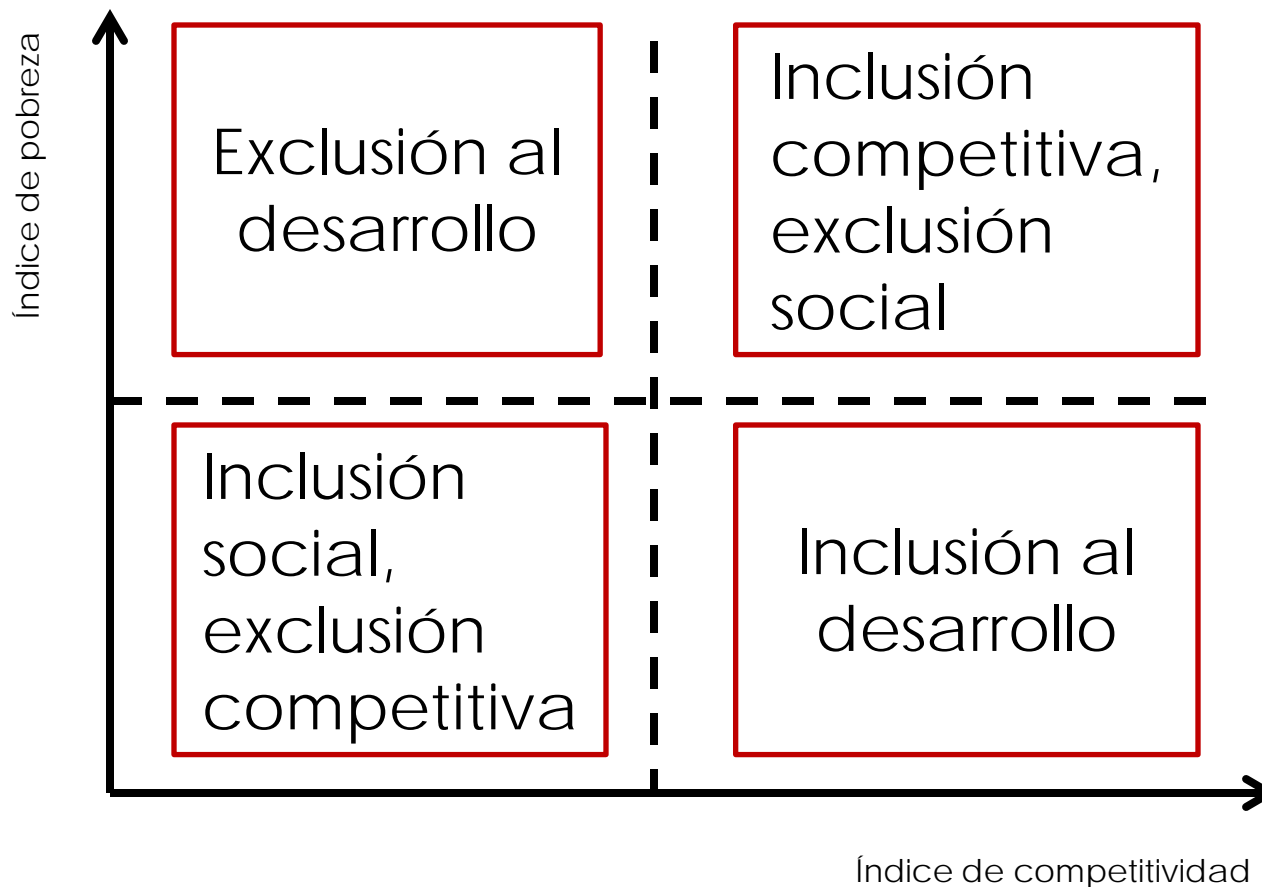 Índice de pobreza
Exclusión al
desarrollo
Inclusión
competitiva,
exclusión
social
Inclusión
social,
exclusión
competitiva
Inclusión al
desarrollo
Índice de competitividad